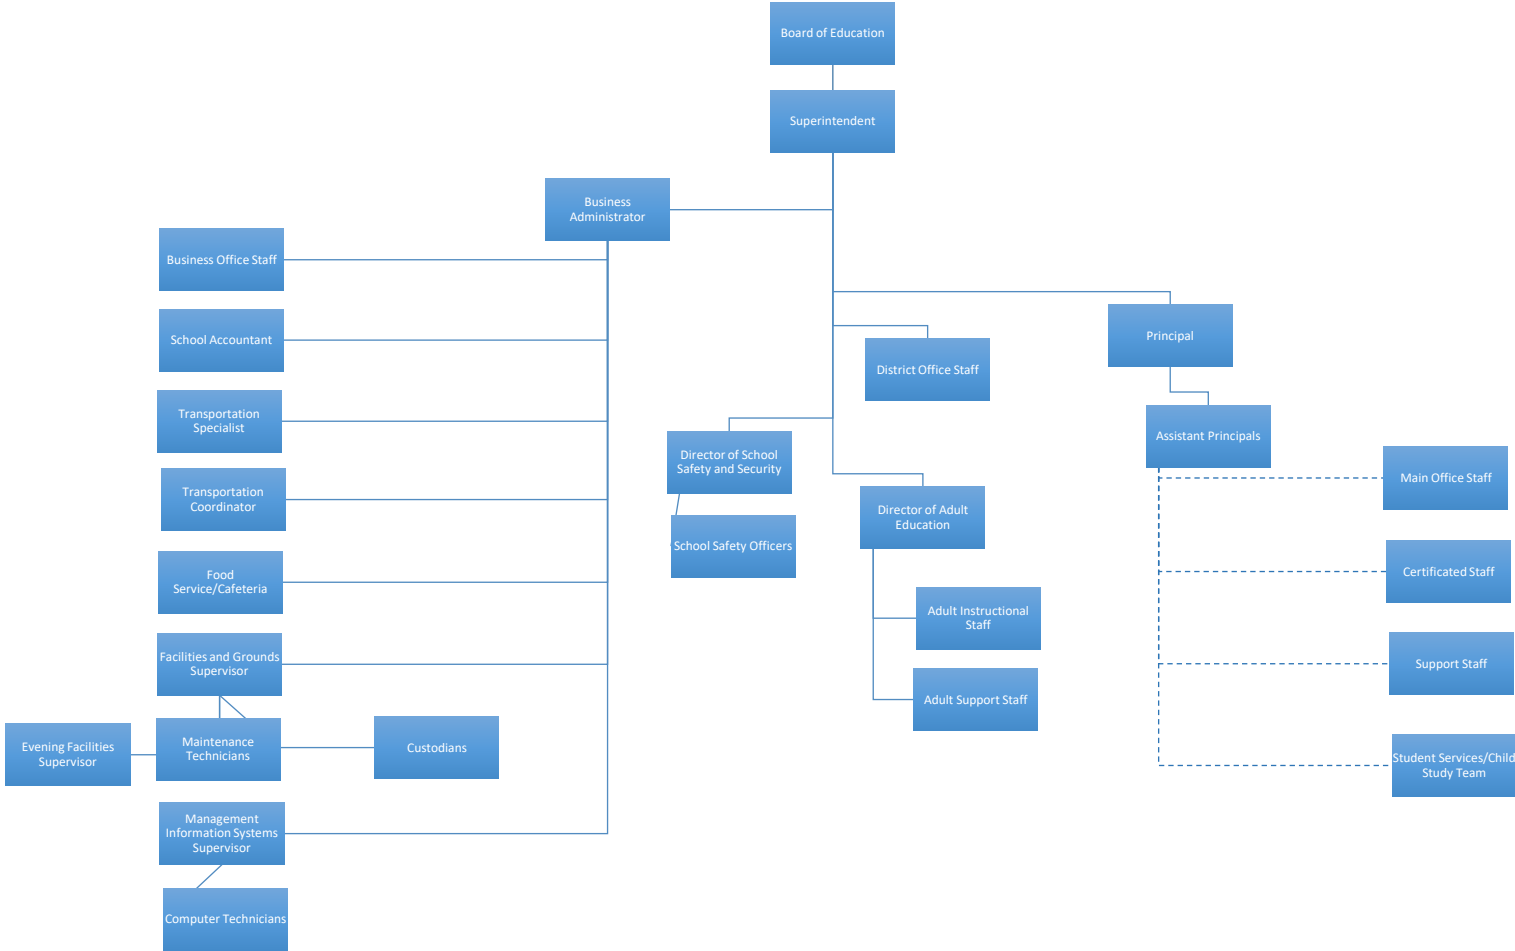 Board of Education
Superintendent
Business
Administrator
Business Office Staff
School Accountant
Principal
District Office Staff
Transportation
Specialist
Assistant Principals
Director of School
Safety and Security
Main Office Staff
Transportation
Coordinator
Director of Adult
Education
School Safety Officers
Certificated Staff
Food
Service/Cafeteria
Adult Instructional
Staff
Facilities and Grounds
Supervisor
Support Staff
Adult Support Staff
Evening Facilities
Supervisor
Maintenance
Technicians
Custodians
Student Services/Child
Study Team
Management
Information Systems
Supervisor
Computer Technicians